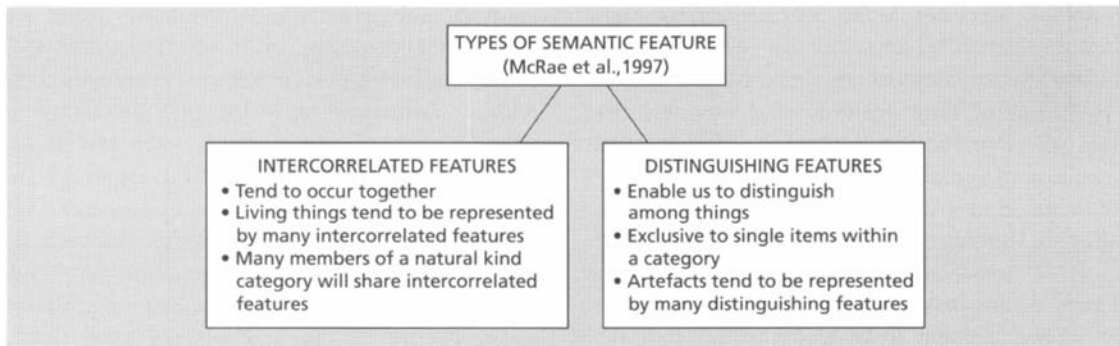 TYPES OF SEMANTIC FEATURE
(McRae et al.,1997)
INTERCORRELATED FEATURES
• Tend to occur together
• Living things tend to be represented
by many intercorrelated features
• Many members of a natural kind
category will share intercorrelated
features
DISTINGUISHING FEATURES
• Enable us to distinguish
among things
• Exclusive to single items within
a category
• Artefacts tend to be represented
by many distinguishing features